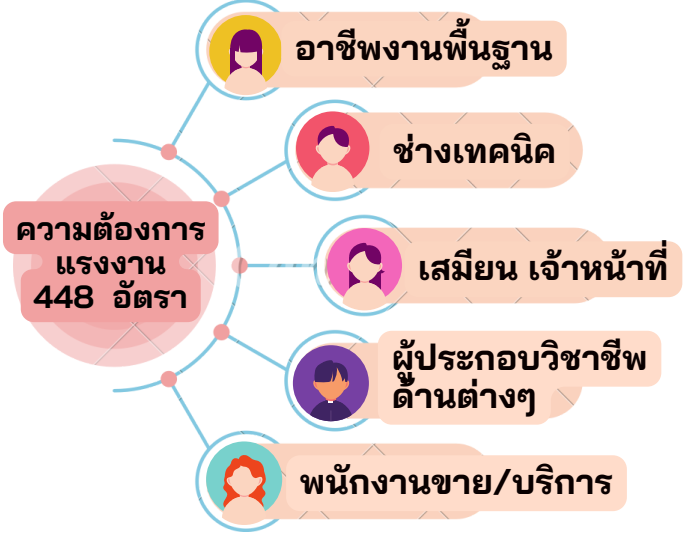 อาชีพงานพื้นฐาน
ช่างเทคนิค
ความต้องการ
แรงงาน
448 อัตรา
เสมียน เจ้าหน้าที่
ผู้ประกอบวิชาชีพ
ด้านต่างๆ
พนักงานขาย/บริการ